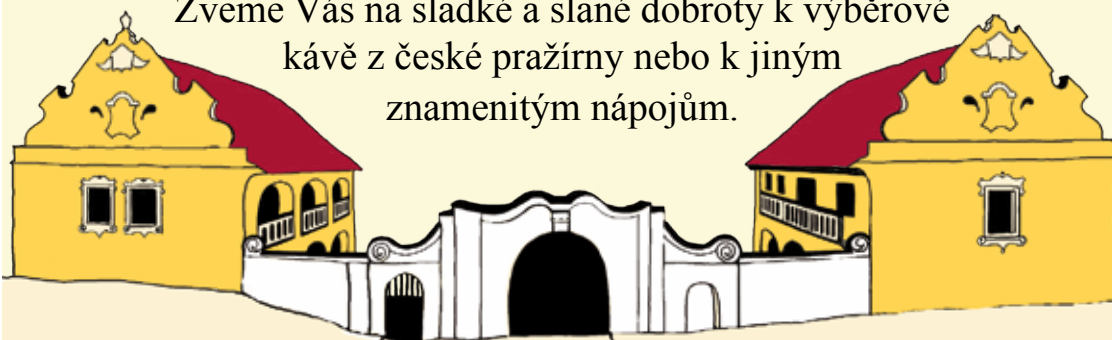 Zveme Vás na sladké a slané dobroty k výběrové
kávě z české pražírny nebo k jiným
znamenitým nápojům.